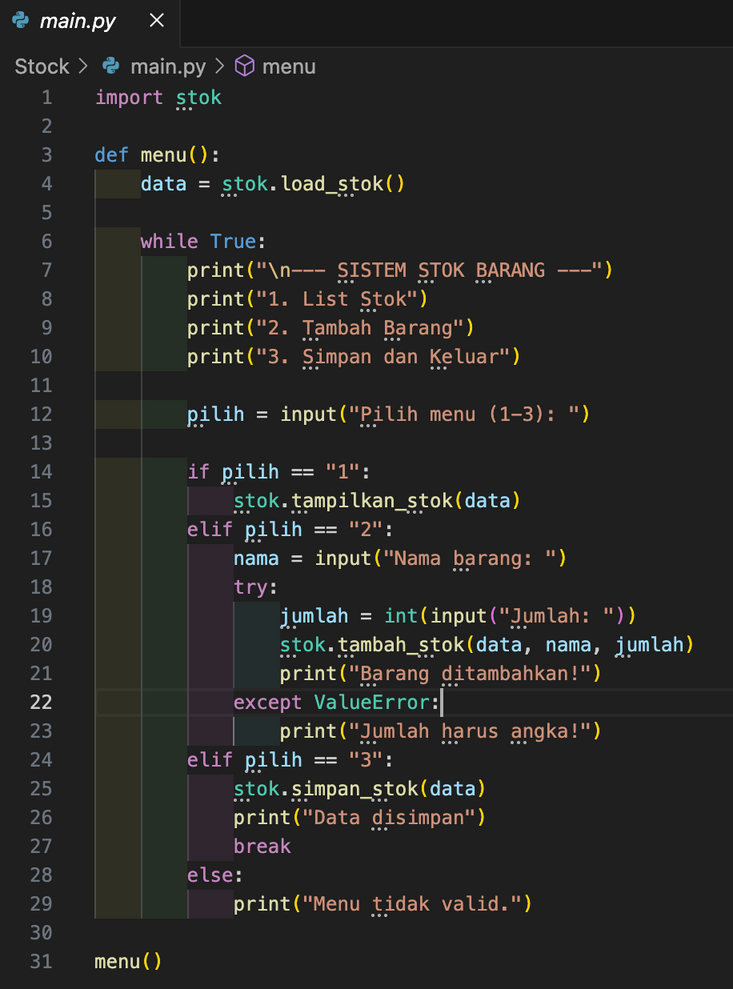 main.py
Stock > main.py > menu
1 import stok
2
3 def menu():
4     data = stok.load_stok()
5
6     while True:
7         print("\n--- SISTEM STOK BARANG ---")
8         print("1. List Stok")
9         print("2. Tambah Barang")
10         print("3. Simpan dan Keluar")
11
12         pilih = input("Pilih menu (1-3): ")
13
14         if pilih == "1":
15             stok.tampilkan_stok(data)
16         elif pilih == "2":
17             nama = input("Nama barang: ")
18             try:
19                 jumlah = int(input("Jumlah: "))
20                 stok.tambah_stok(data, nama, jumlah)
21                 print("Barang ditambahkan!")
22             except ValueError:
23                 print("Jumlah harus angka!")
24         elif pilih == "3":
25             stok.simpan_stok(data)
26             print("Data disimpan")
27             break
28         else:
29             print("Menu tidak valid.")
30
31 menu()